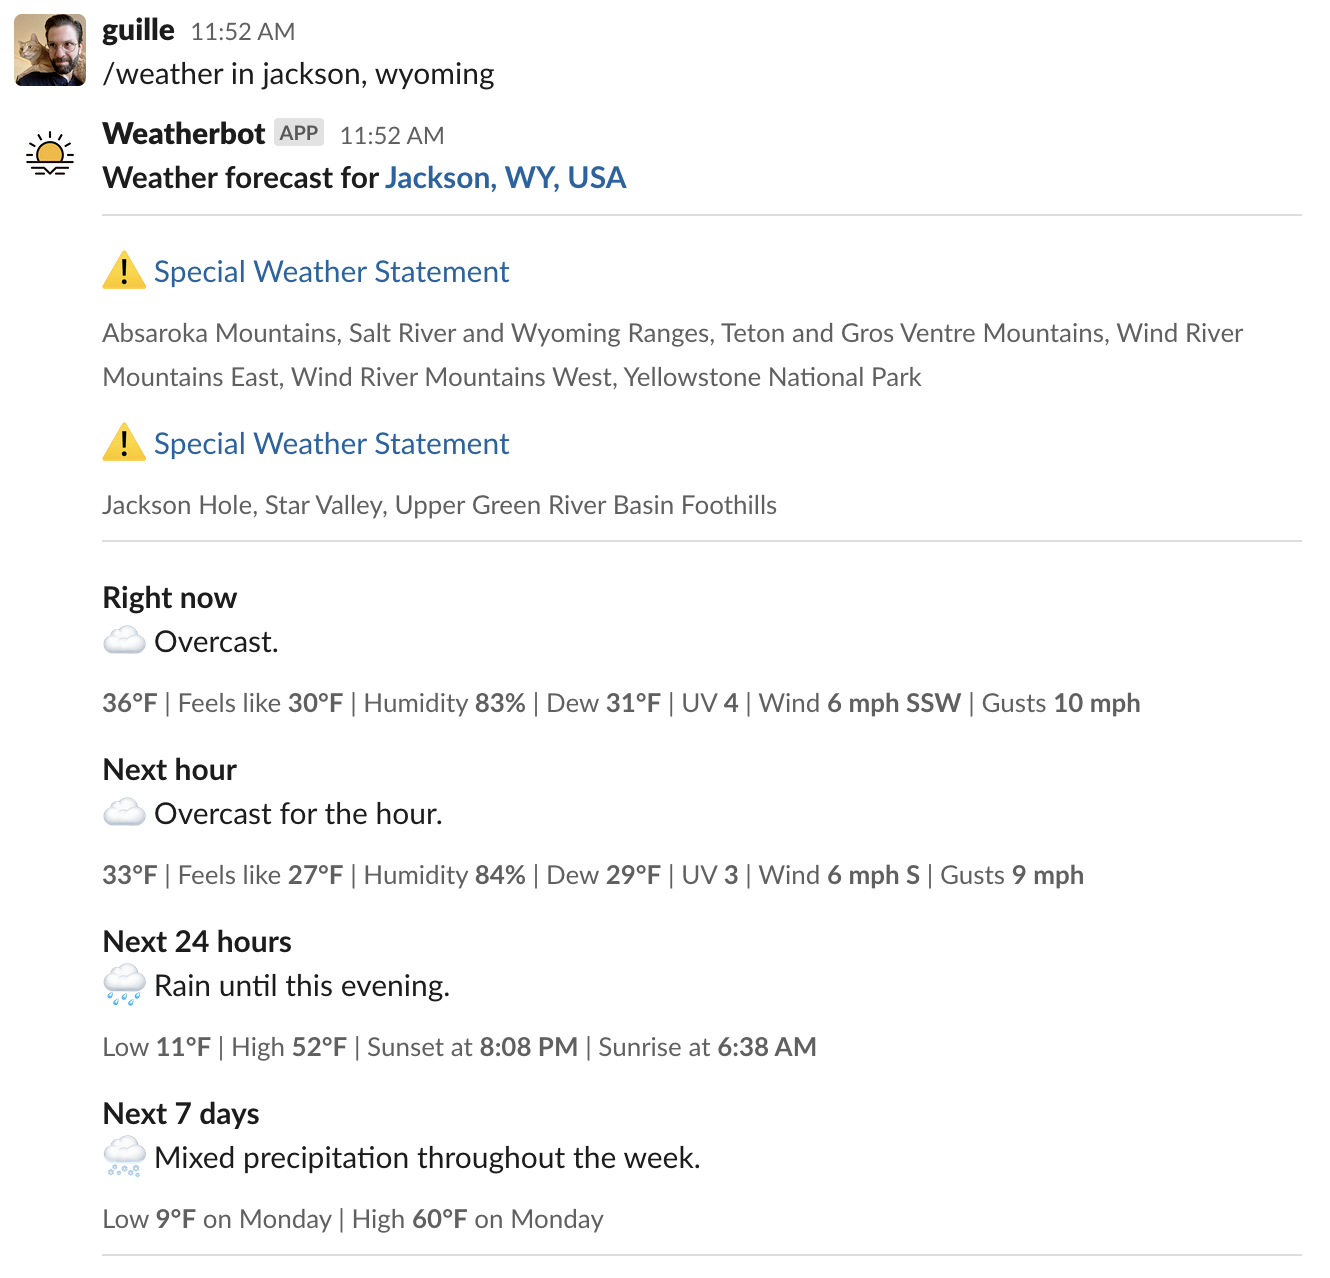 guille 11:52 AM
/weather in jackson, wyoming
Weatherbot APP 11:52 AM
Weather forecast for Jackson, WY, USA
Special Weather Statement
Absaroka Mountains, Salt River and Wyoming Ranges, Teton and Gros Ventre Mountains, Wind River
Mountains East, Wind River Mountains West, Yellowstone National Park
Special Weather Statement
Jackson Hole, Star Valley, Upper Green River Basin Foothills
Right now
Overcast.
36°F | Feels like 30°F | Humidity 83% | Dew 31°F | UV 4 | Wind 6 mph SSW | Gusts 10 mph
Next hour
Overcast for the hour.
33°F | Feels like 27°F | Humidity 84% | Dew 29°F | UV 3 | Wind 6 mph S | Gusts 9 mph
Next 24 hours
Rain until this evening.
Low 11°F | High 52°F | Sunset at 8:08 PM | Sunrise at 6:38 AM
Next 7 days
Mixed precipitation throughout the week.
Low 9°F on Monday | High 60°F on Monday